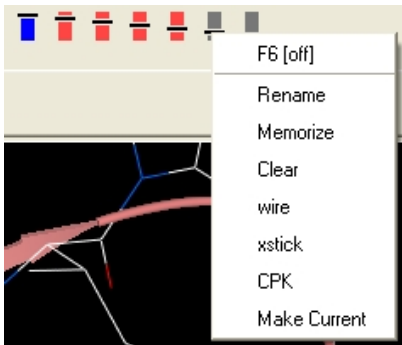 F6 [off]
Rename
Memorize
Clear
wire
xstick
CPK
Make Current